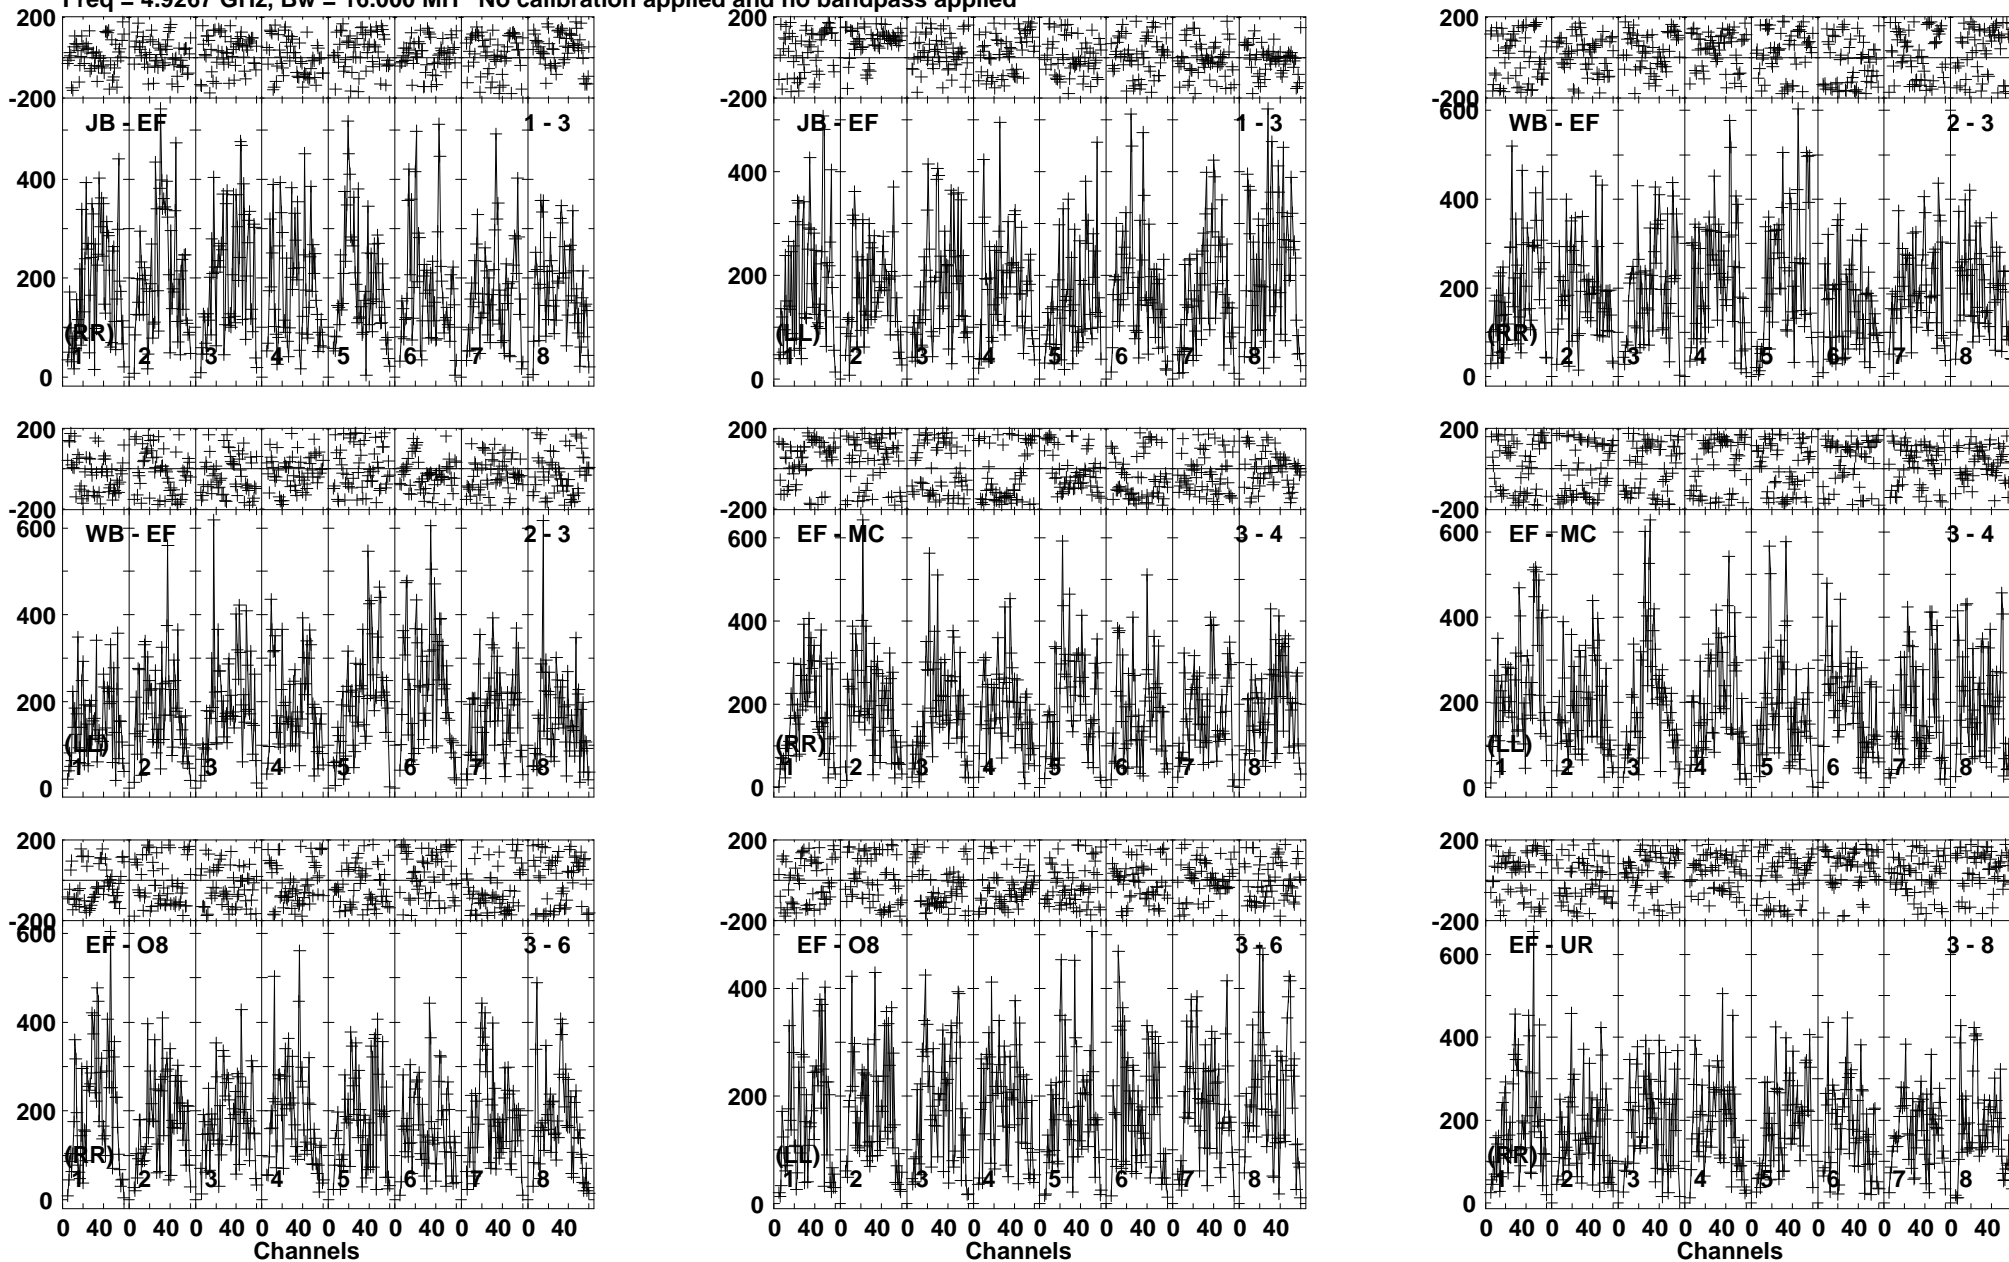 Freq = 4.9267 GHz, Bw = 16.000 MH No calibration applied and no bandpass applied
200 200 200
-200 -200 -200
JB - EF 1 - 3 JB - EF 1 - 3 WB - EF 2 - 3
600
400 400 400
200 200 200
(RR) (LL) (RR)
1 2 3 4 5 6 7 8 1 2 3 4 5 6 7 8 1 2 3 4 5 6 7 8
0 0 0
200 200 200
-200 -200 -200
WB - EF 2 - 3 EF - MC 3 - 4 EF - MC 3 - 4
600 600 600
400 400 400
200 200 200
(LL) (RR) (LL)
1 2 3 4 5 6 7 8 1 2 3 4 5 6 7 8 1 2 3 4 5 6 7 8
0 0 0
200 200 200
-200 -200 -200
EF - O8 3 - 6 EF - O8 3 - 6 EF - UR 3 - 8
600 600
400 400 400
200 200 200
(RR) (LL) (RR)
1 2 3 4 5 6 7 8 1 2 3 4 5 6 7 8 1 2 3 4 5 6 7 8
0 0 0
0 40 0 40 0 40 0 40 0 40 0 40 0 40 0 40 0 40 0 40 0 40 0 40 0 40 0 40 0 40 0 40 0 40 0 40 0 40 0 40 0 40 0 40 0 40 0 40
Channels Channels Channels